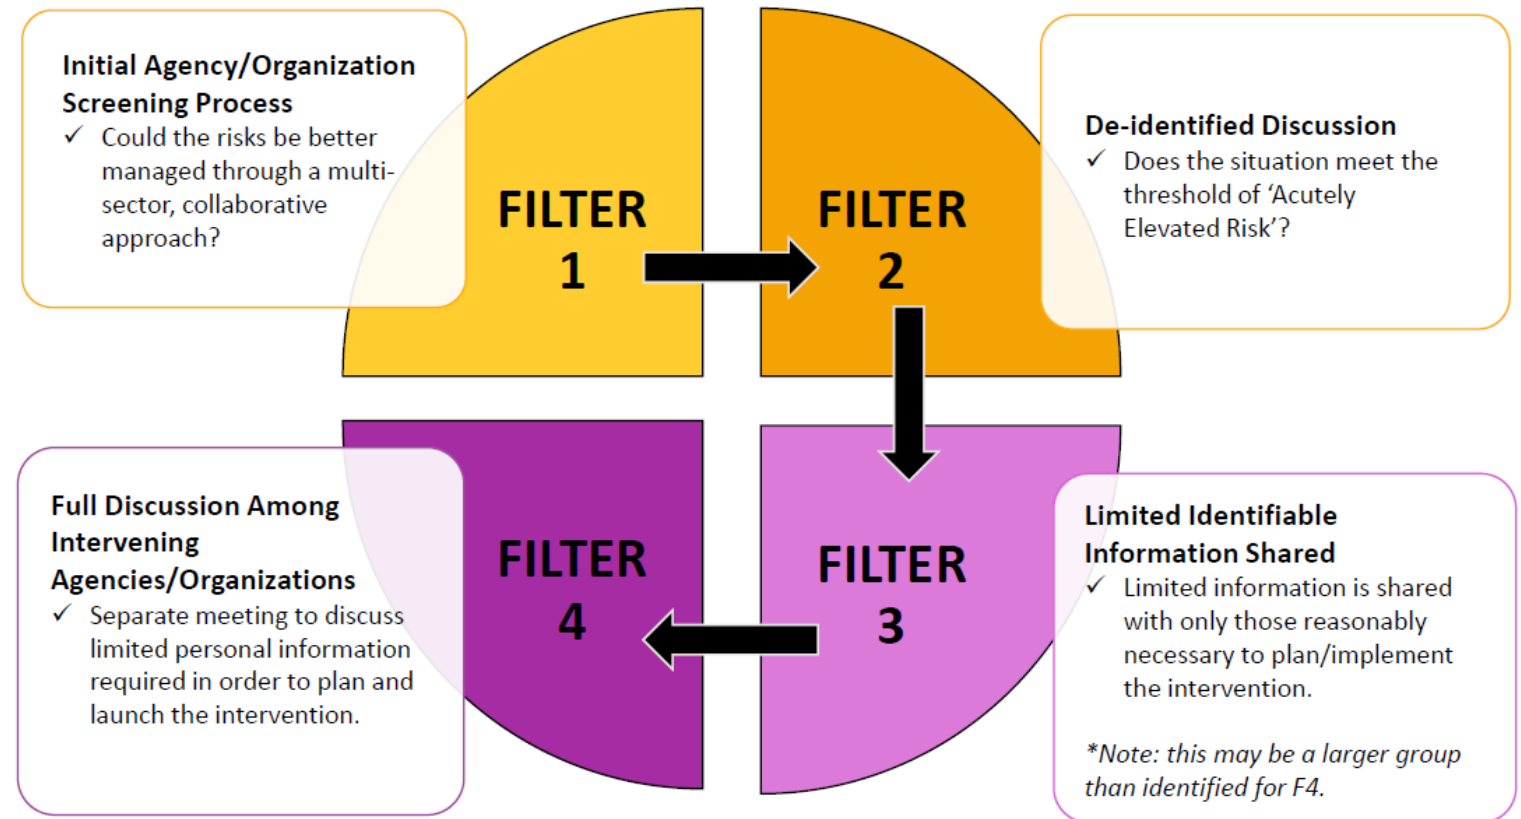 Initial Agency/Organization
Screening Process
✓ Could the risks be better
managed through a multi-
sector, collaborative
approach?
FILTER
1
FILTER
2
De-identified Discussion
✓ Does the situation meet the
threshold of ‘Acutely
Elevated Risk’?
Full Discussion Among
Intervening
Agencies/Organizations
✓ Separate meeting to discuss
limited personal information
required in order to plan and
launch the intervention.
FILTER
4
FILTER
3
Limited Identifiable
Information Shared
✓ Limited information is shared
with only those reasonably
necessary to plan/implement
the intervention.
*Note: this may be a larger group
than identified for F4.